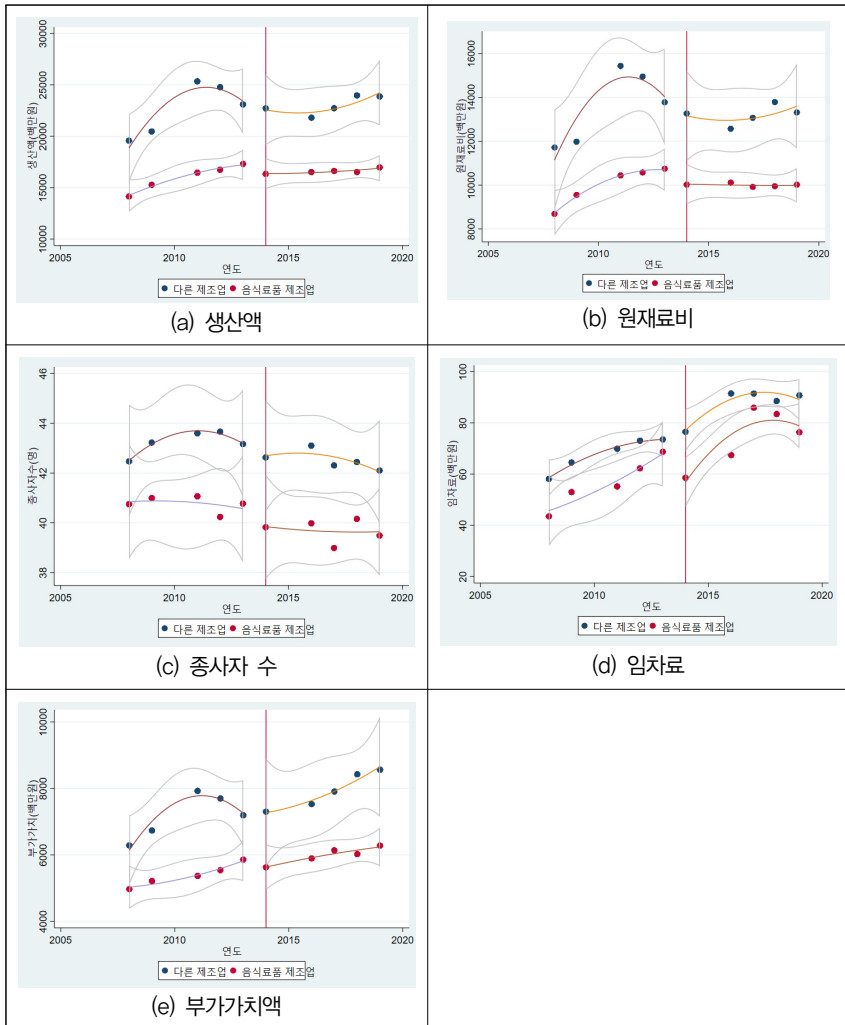 30000
25000
20000
15000
10000
생산액(백만원)
2005
2010
2015
2020
연도
다른 제조업 음식료품 제조업
(a) 생산액
16000
14000
12000
10000
8000
원재료비(백만원)
2005
2010
2015
2020
연도
다른 제조업 음식료품 제조업
(b) 원재료비
46
44
42
40
38
종사자수(명)
2005
2010
2015
2020
연도
다른 제조업 음식료품 제조업
(c) 종사자 수
100
80
60
40
20
임차료(백만원)
2005
2010
2015
2020
연도
다른 제조업 음식료품 제조업
(d) 임차료
10000
8000
6000
4000
부가가치(백만원)
2005
2010
2015
2020
연도
다른 제조업 음식료품 제조업
(e) 부가가치액